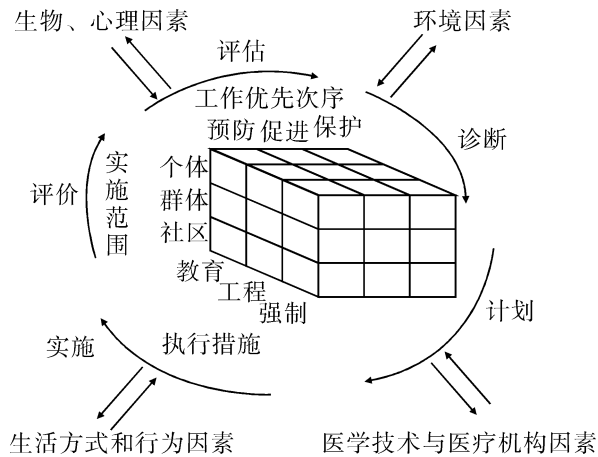 生物、心理因素
环境因素
评估
工作优先次序
预防 促进 保护
诊断
个体
群体
社区
实施范围
评价
教育
工程
强制
计划
实施
执行措施
生活方式和行为因素
医学技术与医疗机构因素